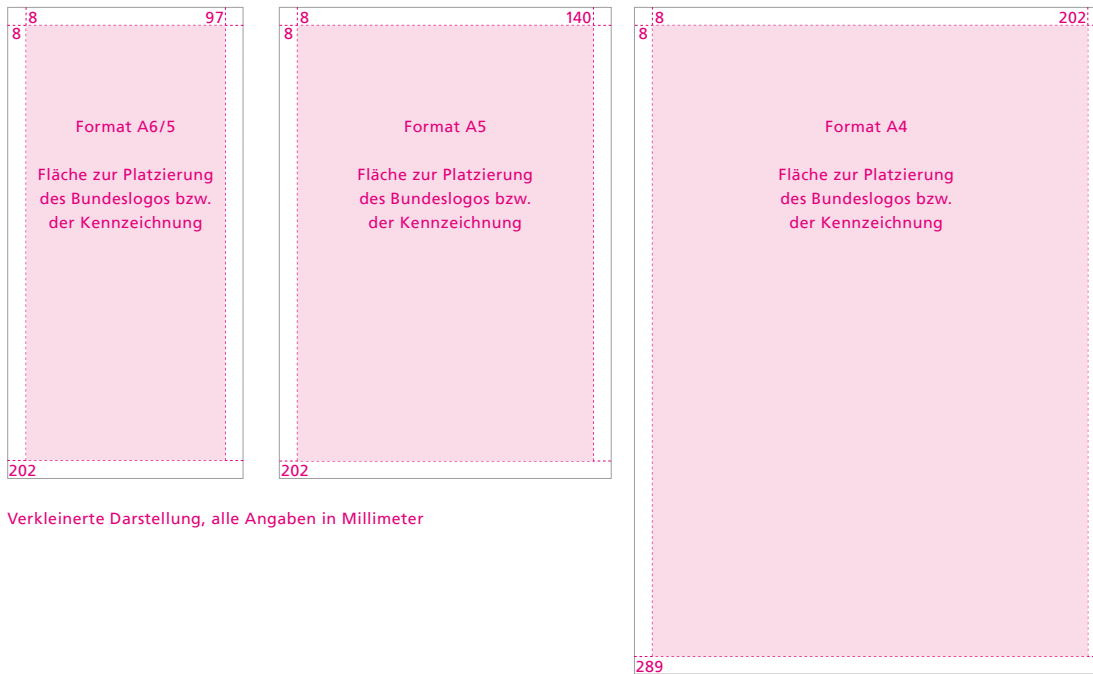 8 97
8
Format A6/5
Fläche zur Platzierung
des Bundeslogos bzw.
der Kennzeichnung
202
8 140
8
Format A5
Fläche zur Platzierung
des Bundeslogos bzw.
der Kennzeichnung
202
8 202
8
Format A4
Fläche zur Platzierung
des Bundeslogos bzw.
der Kennzeichnung
289
Verkleinerte Darstellung, alle Angaben in Millimeter